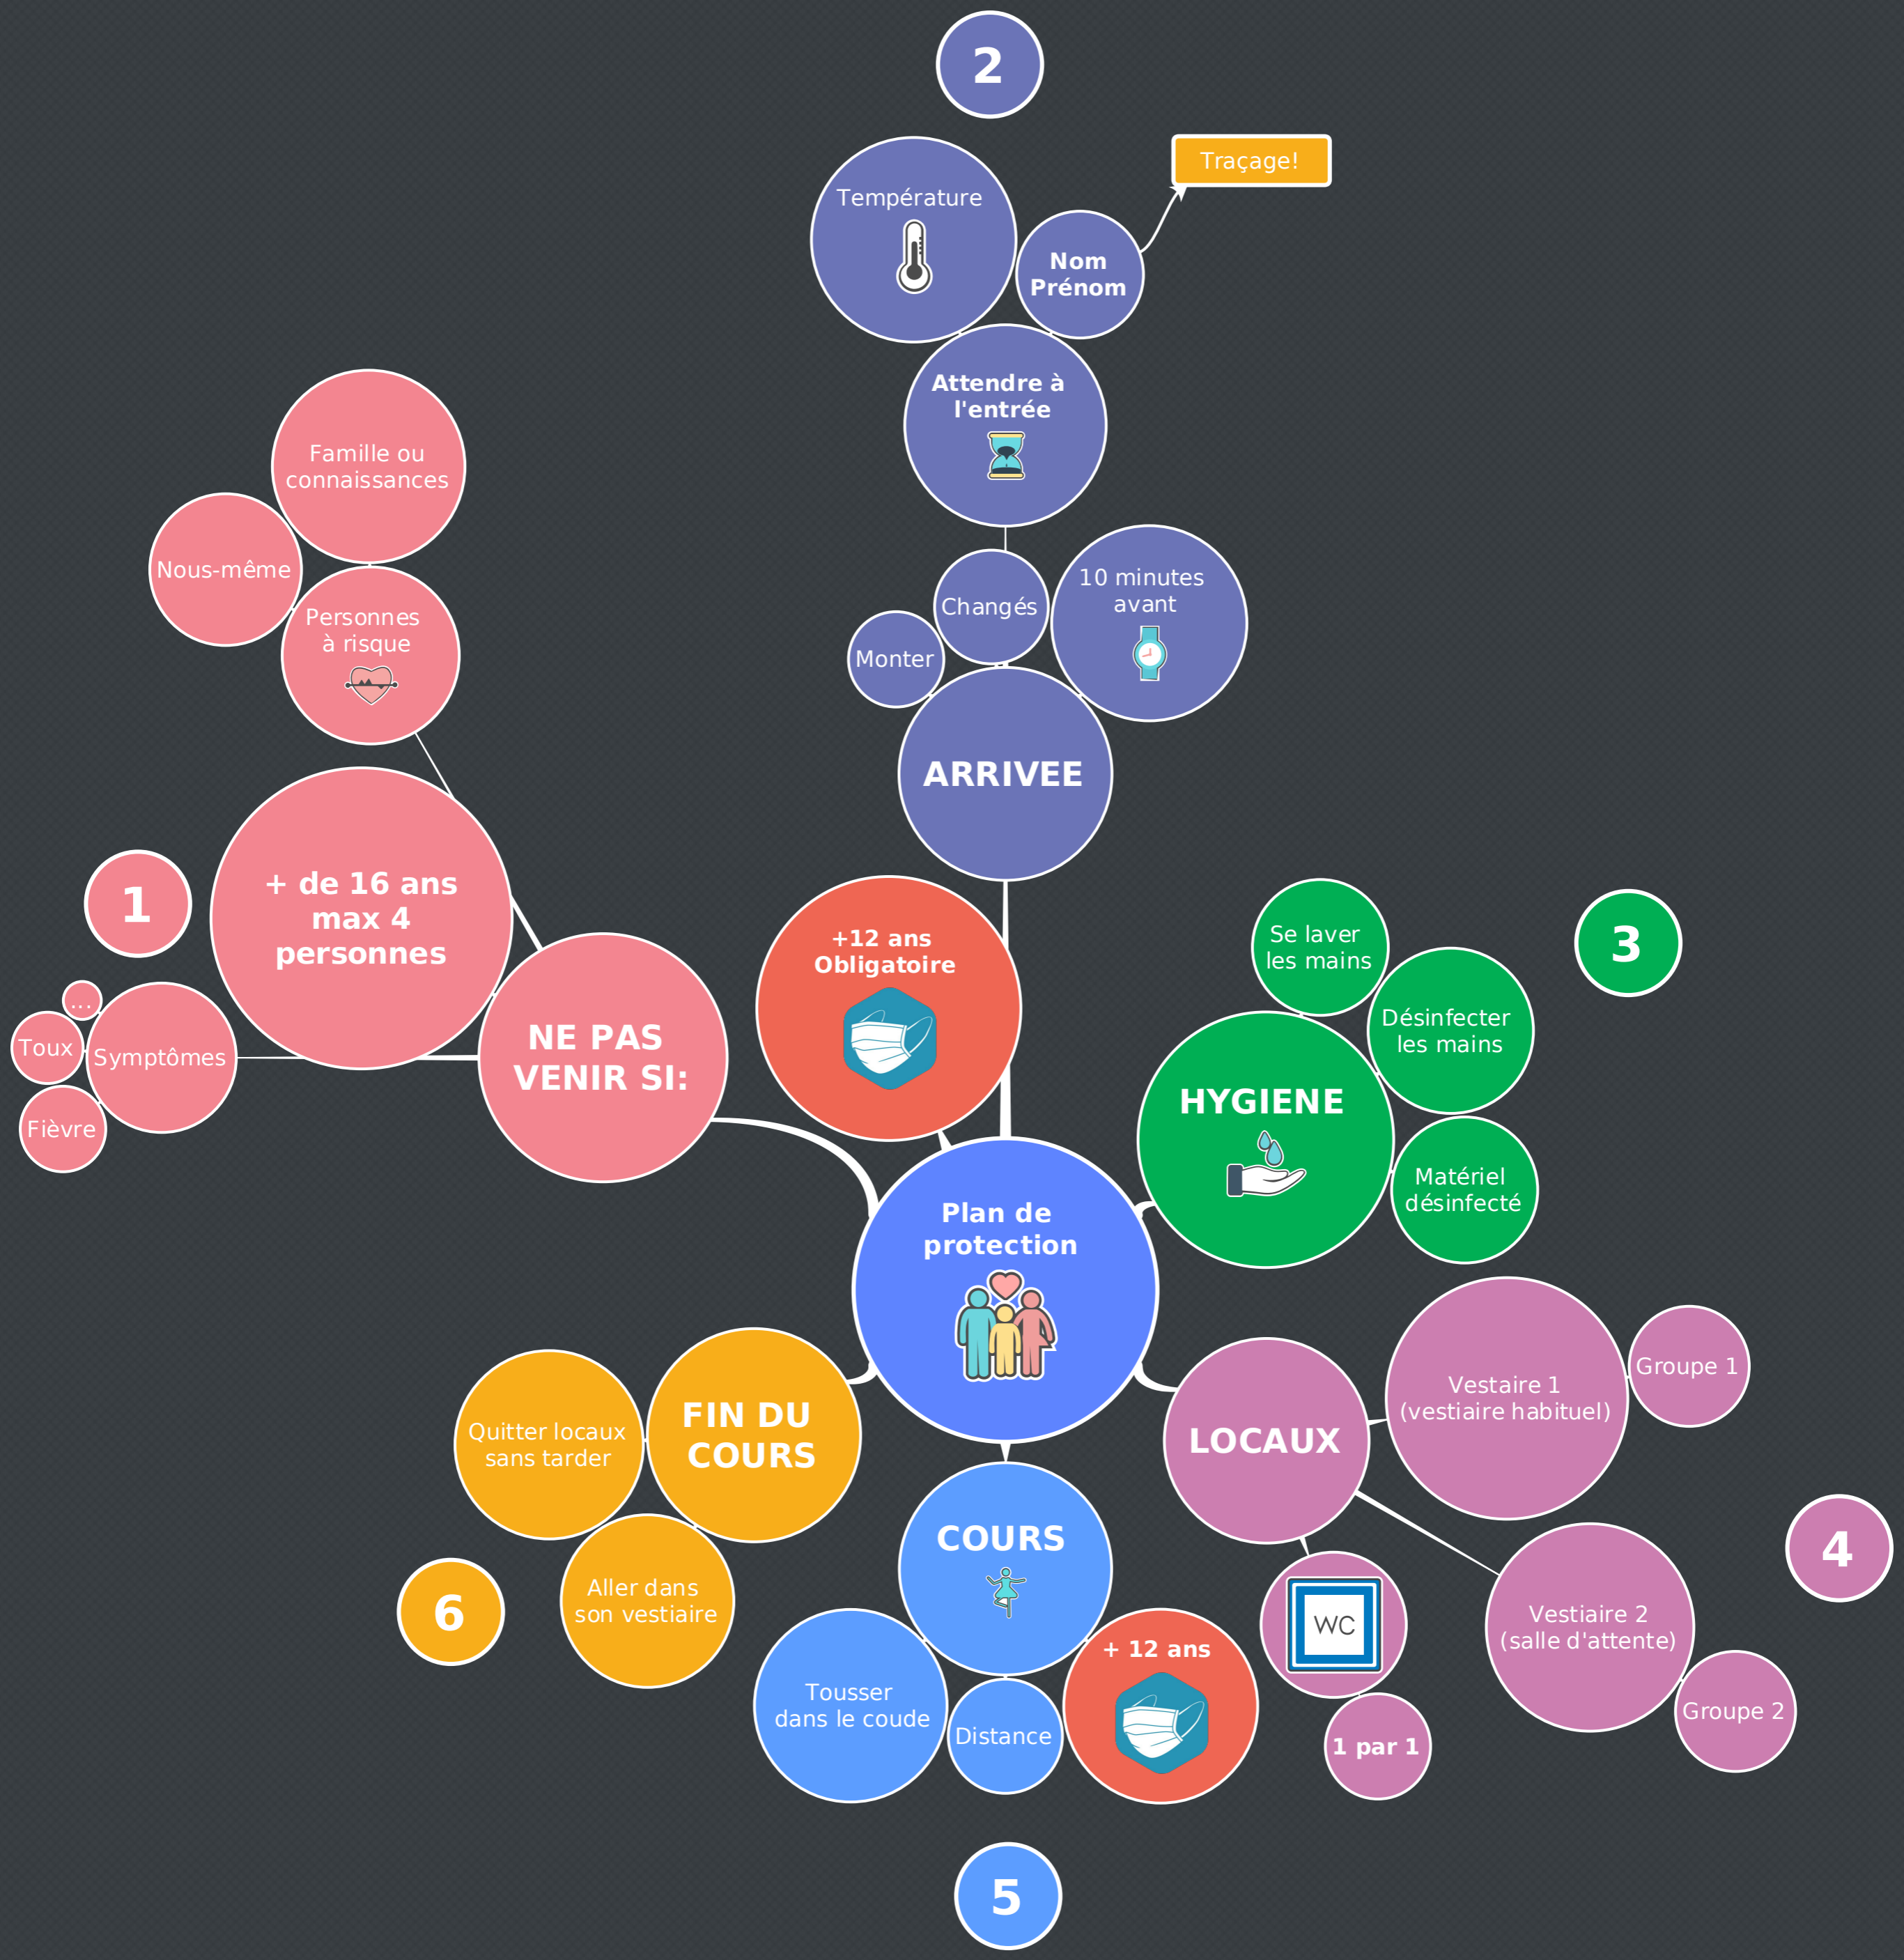 2
Température
Traçage!
Nom
Prénom
Attendre à
l'entrée
Changés
10 minutes
avant
Monter
ARRIVEE
1
Famille ou
connaissances
Nous-même
Personnes
à risque
+ de 16 ans
max 4
personnes
...
Toux
Symptômes
Fièvre
NE PAS
VENIR SI:
+12 ans
Obligatoire
3
Se laver
les mains
Désinfecter
les mains
HYGIENE
Matériel
désinfecté
Plan de
protection
LOCAUX
Vestaire 1
(vestiaire habituel)
Groupe 1
4
Vestiaire 2
(salle d'attente)
Groupe 2
WC
1 par 1
COURS
Tousser
dans le coude
Distance
+ 12 ans
5
FIN DU
COURS
Quitter locaux
sans tarder
Aller dans
son vestiaire
6